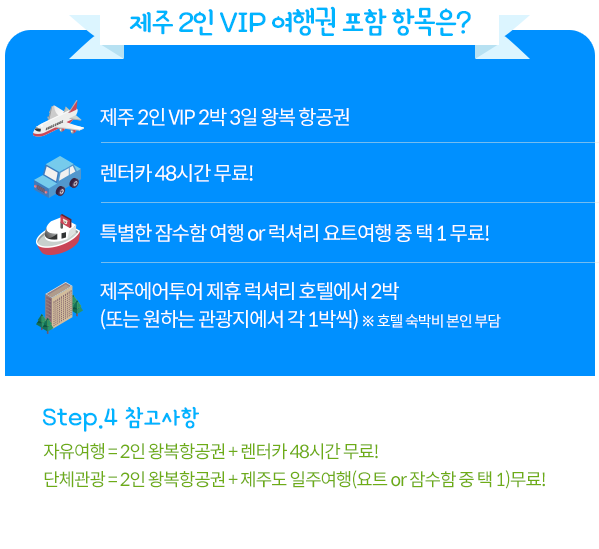 제주 2인 VIP 여행권 포함 항목은?
제주 2인 VIP 2박 3일 왕복 항공권
렌터카 48시간 무료!
특별한 잠수함 여행 or 럭셔리 요트여행 중 택 1 무료!
제주에어투어 제휴 럭셔리 호텔에서 2박
(또는 원하는 관광지에서 각 1박씩) ※ 호텔 숙박비 본인 부담
Step.4 참고사항
자유여행 = 2인 왕복항공권 + 렌터카 48시간 무료!
단체관광 = 2인 왕복항공권 + 제주도 일주여행(요트 or 잠수함 중 택 1)무료!